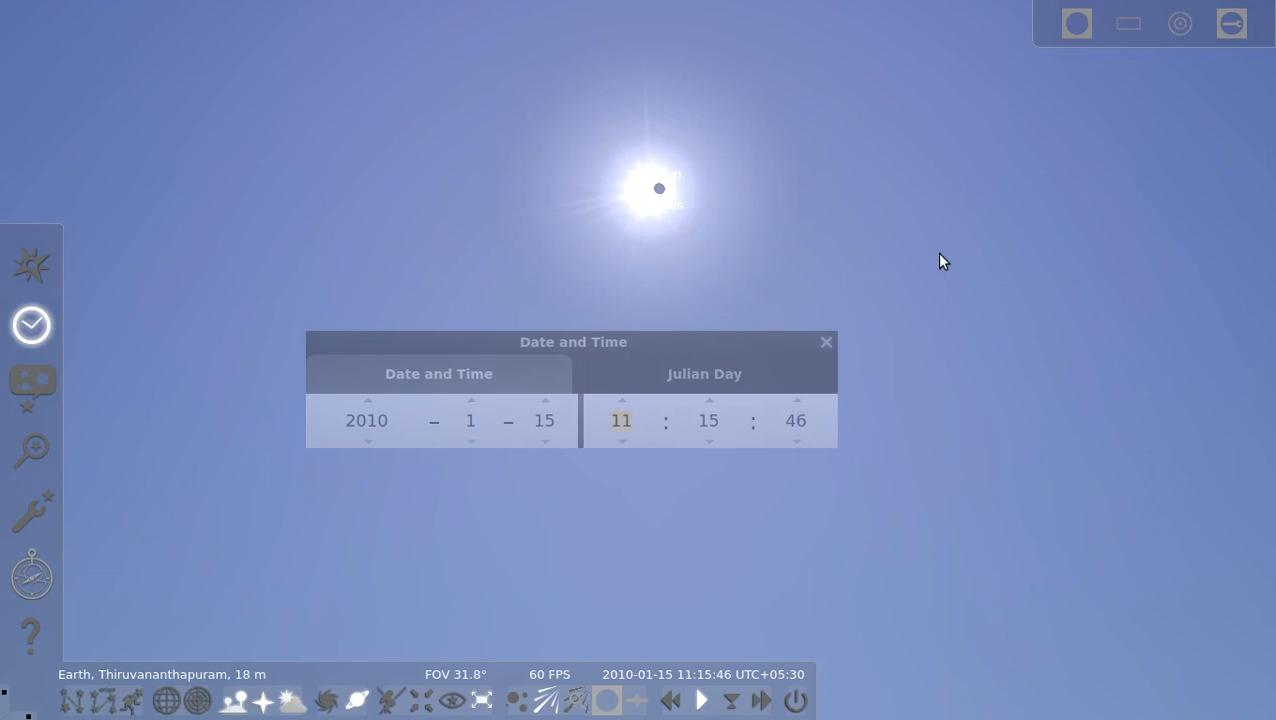 Date and Time
Date and Time
Julian Day
2010 – 1 – 15
11 : 15 : 46
Earth, Thiruvananthapuram, 18 m
FOV 31.8°
60 FPS
2010-01-15 11:15:46 UTC+05:30